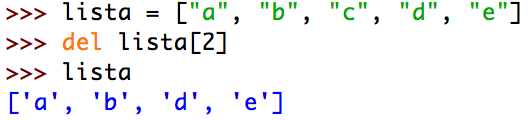 >>> lista = ["a", "b", "c", "d", "e"]
>>> del lista[2]
>>> lista
['a', 'b', 'd', 'e']